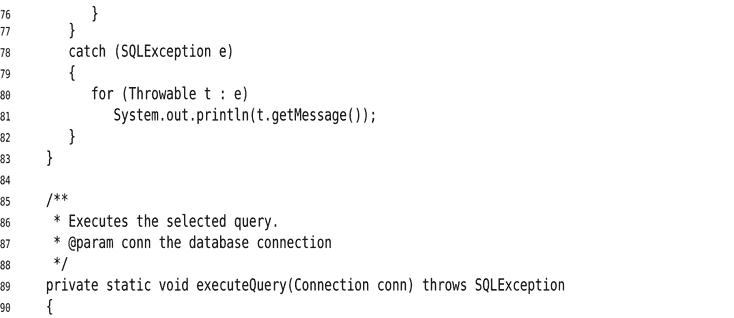 76          }
77       }
78       catch (SQLException e)
79       {
80          for (Throwable t : e)
81             System.out.println(t.getMessage());
82       }
83    }
84
85    /**
86     * Executes the selected query.
87     * @param conn the database connection
88     */
89    private static void executeQuery(Connection conn) throws SQLException
90    {